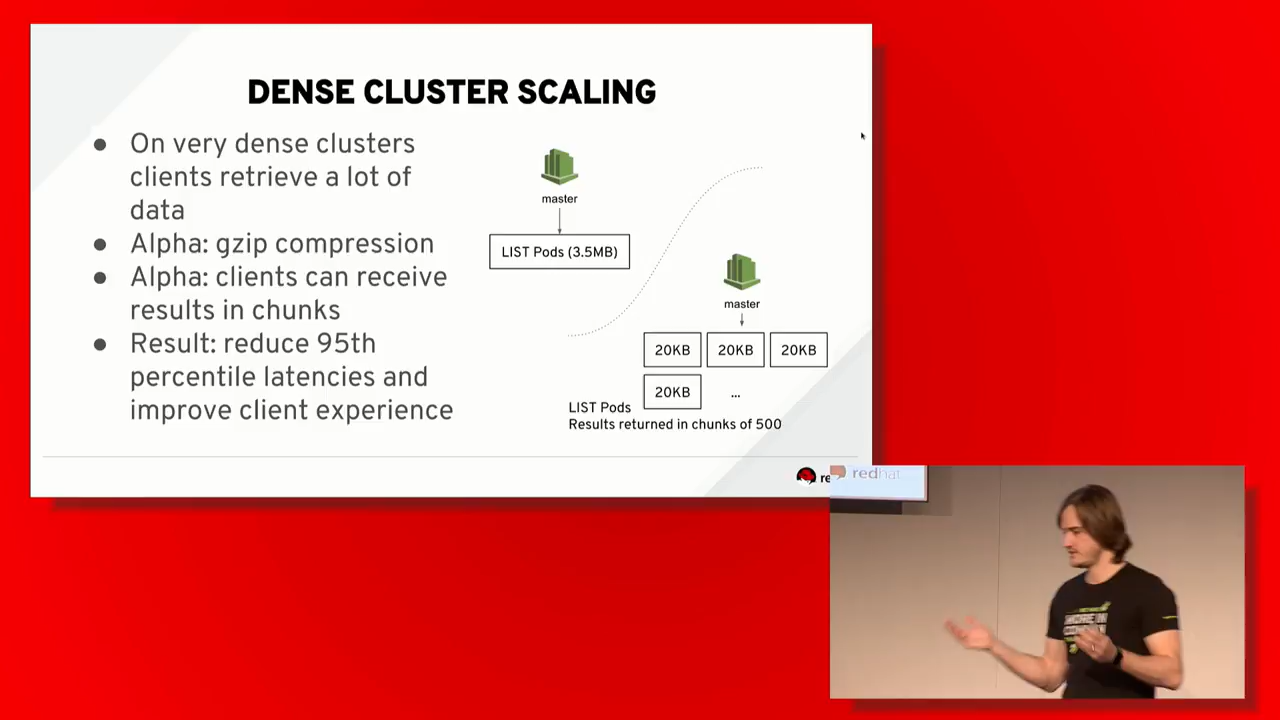 DENSE CLUSTER SCALING
● On very dense clusters
clients retrieve a lot of
data
● Alpha: gzip compression
● Alpha: clients can receive
results in chunks
● Result: reduce 95th
percentile latencies and
improve client experience
master
LIST Pods (3.5MB)
master
20KB 20KB 20KB
20KB ...
LIST Pods
Results returned in chunks of 500
re
redhat